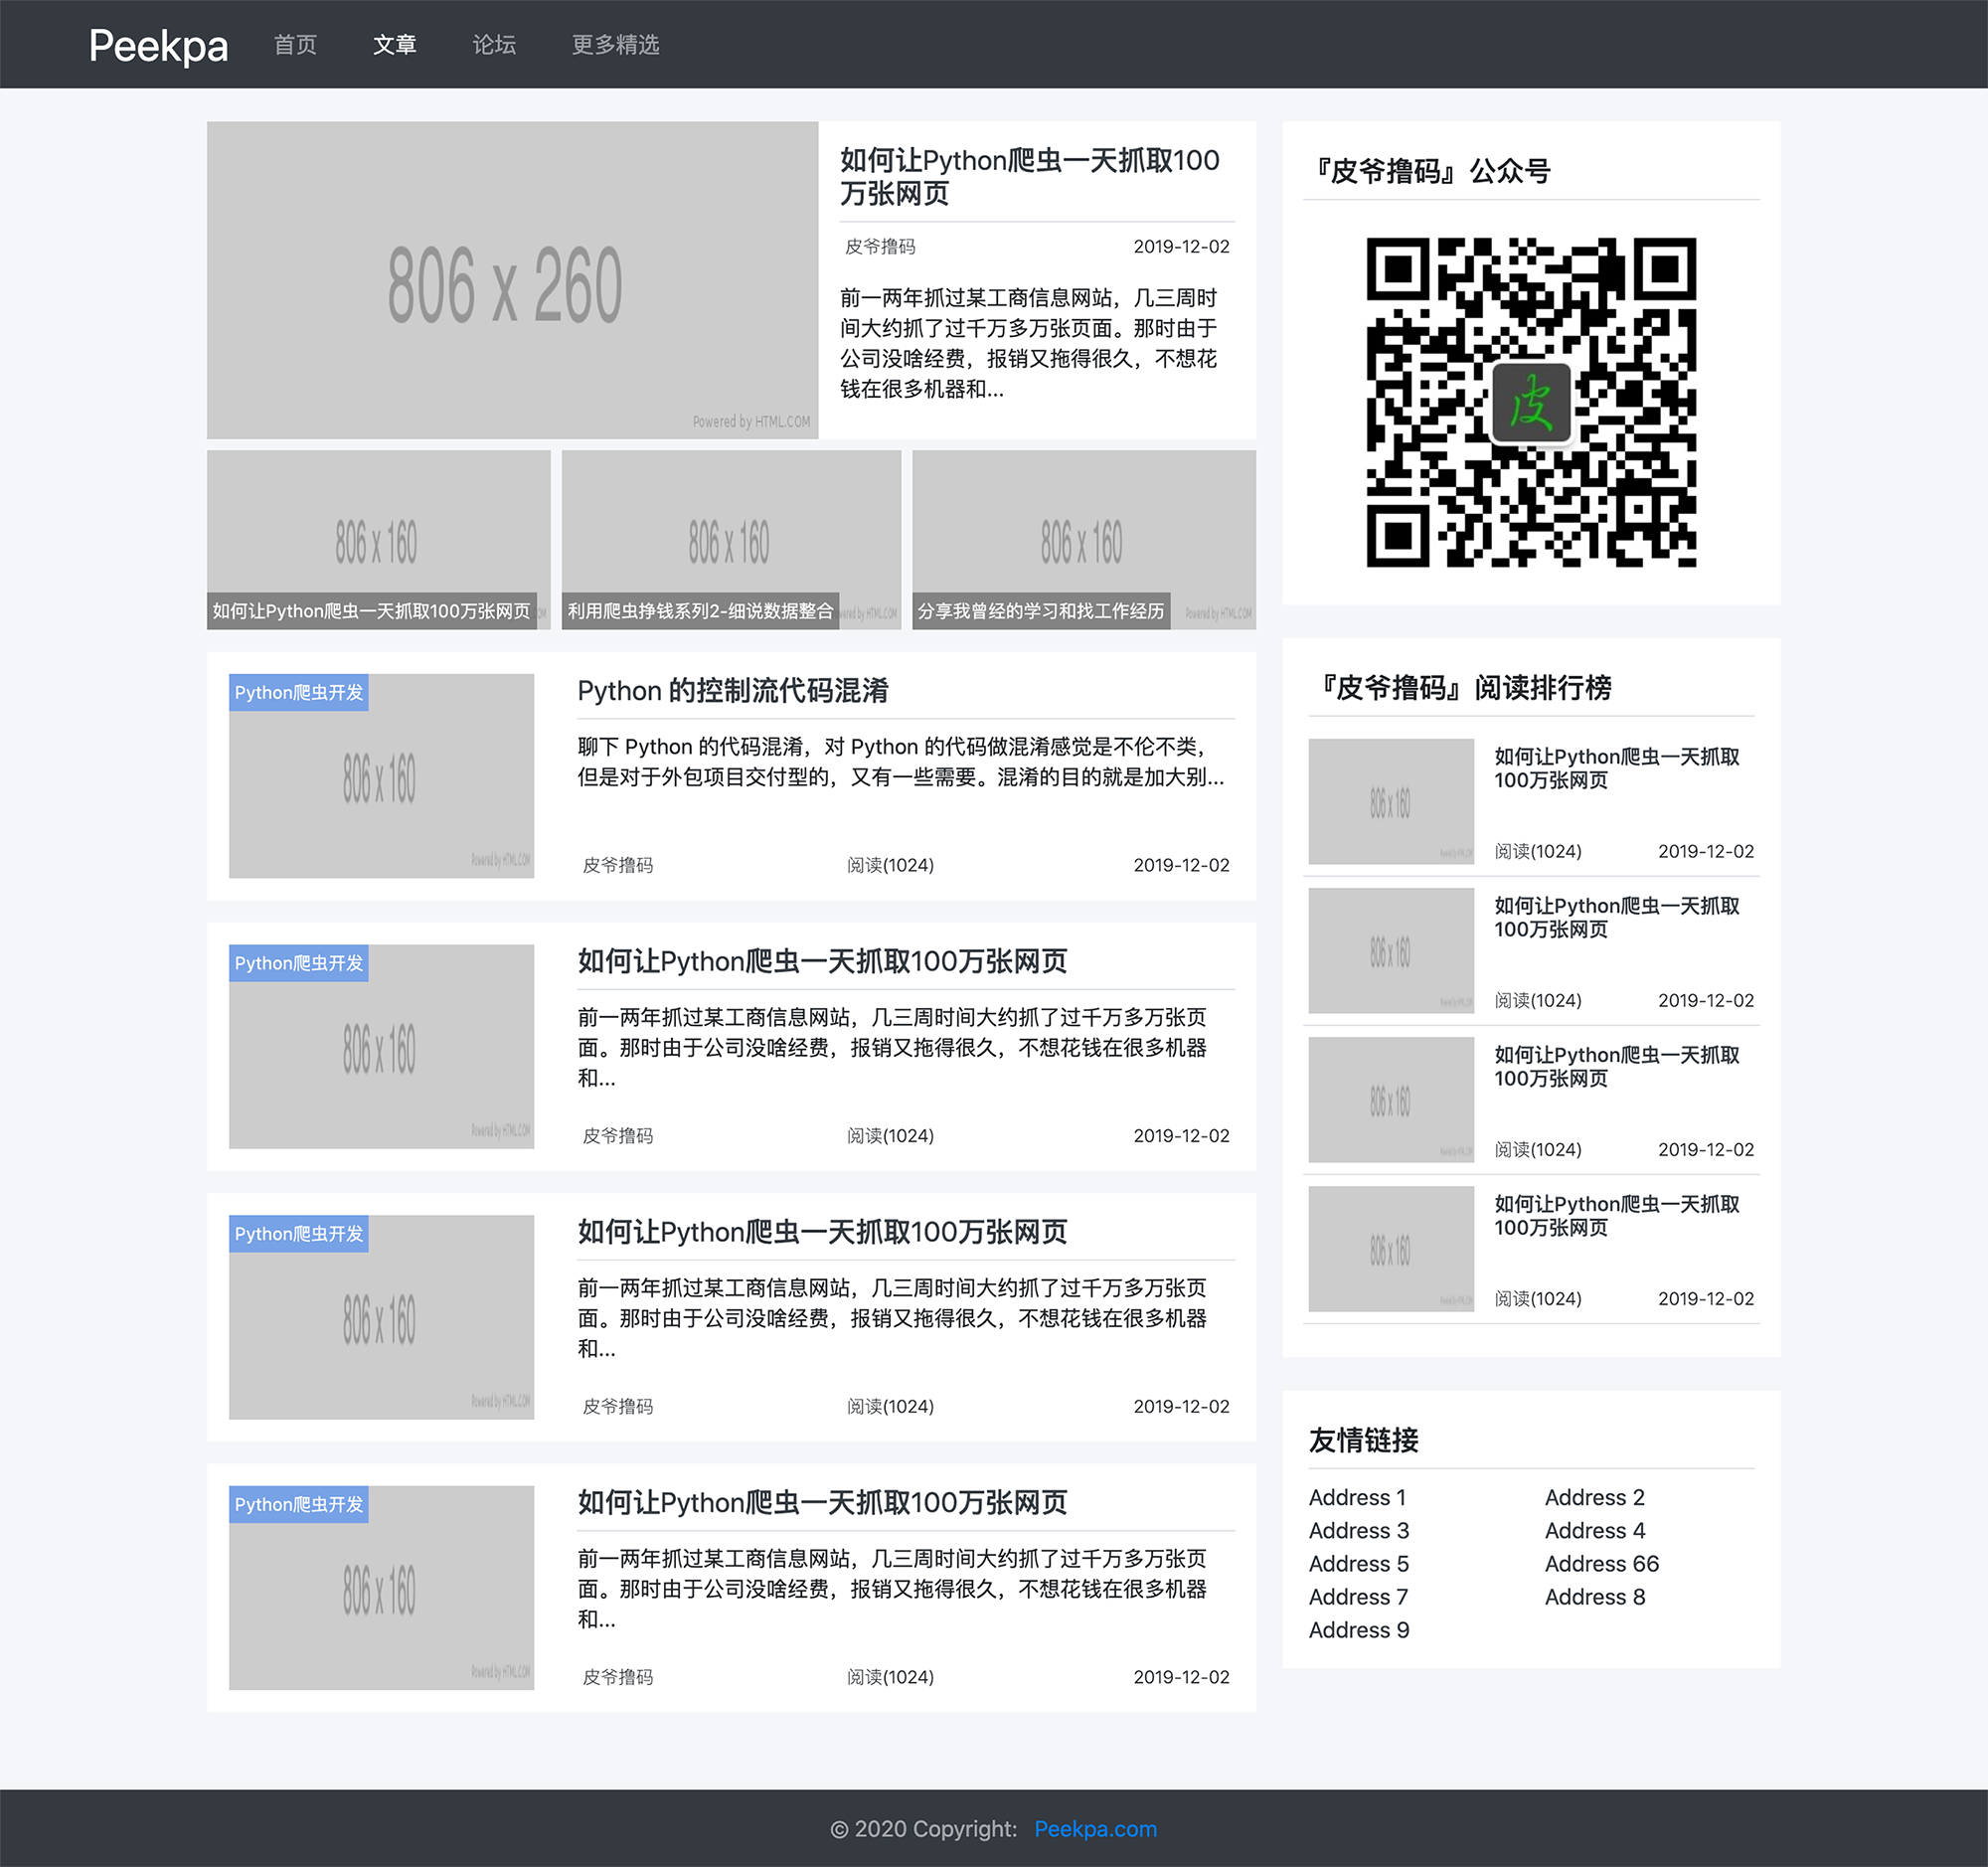 Peekpa
首页
文章
论坛
更多精选
806 x 260
Powered by HTML.COM
如何让Python爬虫一天抓取100
万张网页
皮爷撸码
2019-12-02
前一两年抓过某工商信息网站，几三周时
间大约抓了过千万多万张页面。那时由于
公司没啥经费，报销又拖得很久，不想花
钱在很多机器和...
806 x 160
如何让Python爬虫一天抓取100万张网页
806 x 160
利用爬虫挣钱系列2-细说数据整合
806 x 160
分享我曾经的学习和找工作经历
Powered by HTML.COM
Python爬虫开发
806 x 160
Powered by HTML.COM
Python 的控制流代码混淆
聊下 Python 的代码混淆，对 Python 的代码做混淆感觉是不伦不类，
但是对于外包项目交付型的，又有一些需要。混淆的目的就是加大别...
皮爷撸码
阅读(1024)
2019-12-02
Python爬虫开发
806 x 160
Powered by HTML.COM
如何让Python爬虫一天抓取100万张网页
前一两年抓过某工商信息网站，几三周时间大约抓了过千万多万张页
面。那时由于公司没啥经费，报销又拖得很久，不想花钱在很多机器
和...
皮爷撸码
阅读(1024)
2019-12-02
Python爬虫开发
806 x 160
Powered by HTML.COM
如何让Python爬虫一天抓取100万张网页
前一两年抓过某工商信息网站，几三周时间大约抓了过千万多万张页
面。那时由于公司没啥经费，报销又拖得很久，不想花钱在很多机器
和...
皮爷撸码
阅读(1024)
2019-12-02
Python爬虫开发
806 x 160
Powered by HTML.COM
如何让Python爬虫一天抓取100万张网页
前一两年抓过某工商信息网站，几三周时间大约抓了过千万多万张页
面。那时由于公司没啥经费，报销又拖得很久，不想花钱在很多机器
和...
皮爷撸码
阅读(1024)
2019-12-02
『皮爷撸码』公众号
皮
『皮爷撸码』阅读排行榜
806 x 160
如何让Python爬虫一天抓取
100万张网页
阅读(1024)
2019-12-02
806 x 160
如何让Python爬虫一天抓取
100万张网页
阅读(1024)
2019-12-02
806 x 160
如何让Python爬虫一天抓取
100万张网页
阅读(1024)
2019-12-02
806 x 160
如何让Python爬虫一天抓取
100万张网页
阅读(1024)
2019-12-02
友情链接
Address 1
Address 2
Address 3
Address 4
Address 5
Address 66
Address 7
Address 8
Address 9
© 2020 Copyright: Peekpa.com